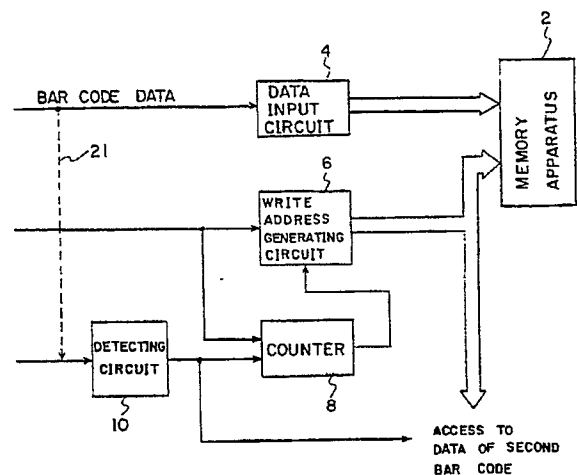 2
4
BAR CODE DATA
DATA
INPUT
CIRCUIT
MEMORY
APPARATUS
21
6
WRITE
ADDRESS
GENERATING
CIRCUIT
DETECTING
CIRCUIT
COUNTER
10
8
ACCESS TO
DATA OF SECOND
BAR CODE